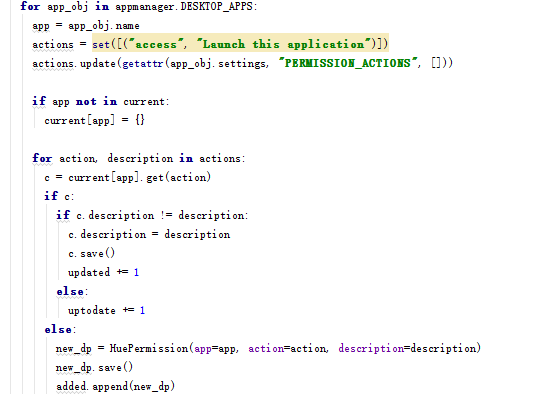 for app_obj in appmanager.DESKTOP_APPS:
app = app_obj.name
actions = set([("access", "Launch this application")])
actions.update(getattr(app_obj.settings, "PERMISSION_ACTIONS", []))
if app not in current:
current[app] = {}
for action, description in actions:
c = current[app].get(action)
if c:
if c.description != description:
c.description = description
c.save()
updated += 1
else:
uptodate += 1
else:
new_dp = HuePermission(app=app, action=action, description=description)
new_dp.save()
added.append(new_dp)